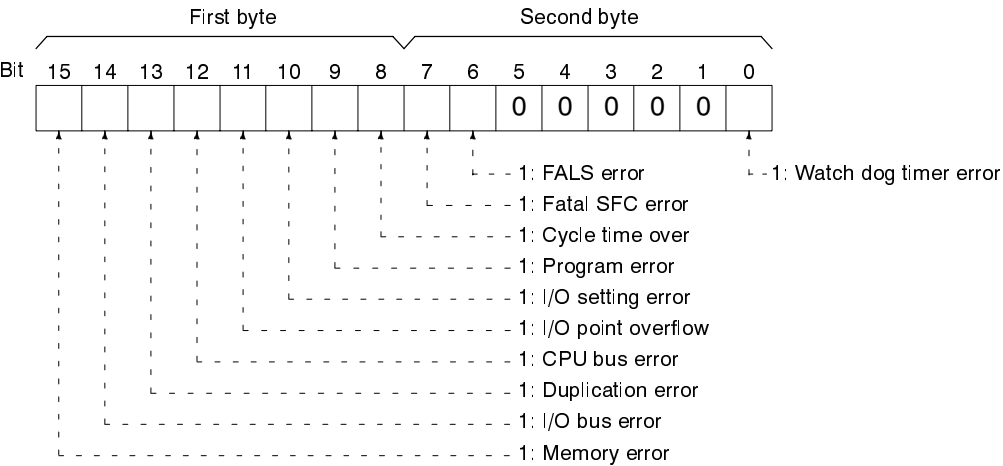 First byte Second byte
Bit 15 14 13 12 11 10 9 8 7 6 5 4 3 2 1 0
0 0 0 0 0
1: FALS error 1: Watch dog timer error
1: Fatal SFC error
1: Cycle time over
1: Program error
1: I/O setting error
1: I/O point overflow
1: CPU bus error
1: Duplication error
1: I/O bus error
1: Memory error